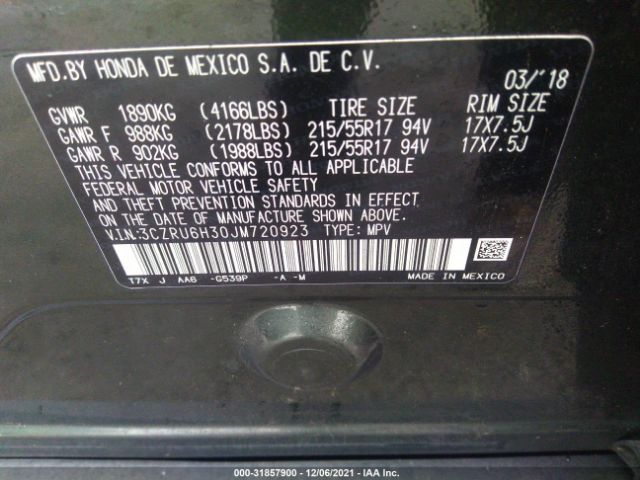 MFD.BY HONDA DE MEXICO S.A. DE C.V.
03/'18
GVWR 1890KG (4166LBS) TIRE SIZE RIM SIZE
GAWR F 988KG (2178LBS) 215/55R17 94V 17X7.5J
GAWR R 902KG (1988LBS) 215/55R17 94V 17X7.5J
THIS VEHICLE CONFORMS TO ALL APPLICABLE
FEDERAL MOTOR VEHICLE SAFETY
AND THEFT PREVENTION STANDARDS IN EFFECT
ON THE DATE OF MANUFACTURE SHOWN ABOVE.
V.I.N:3CZRU6H30JM720923 TYPE: MPV
T7X J AA6 -G539P -A -M MADE IN MEXICO
000-31857900 - 12/06/2021 - IAA Inc.